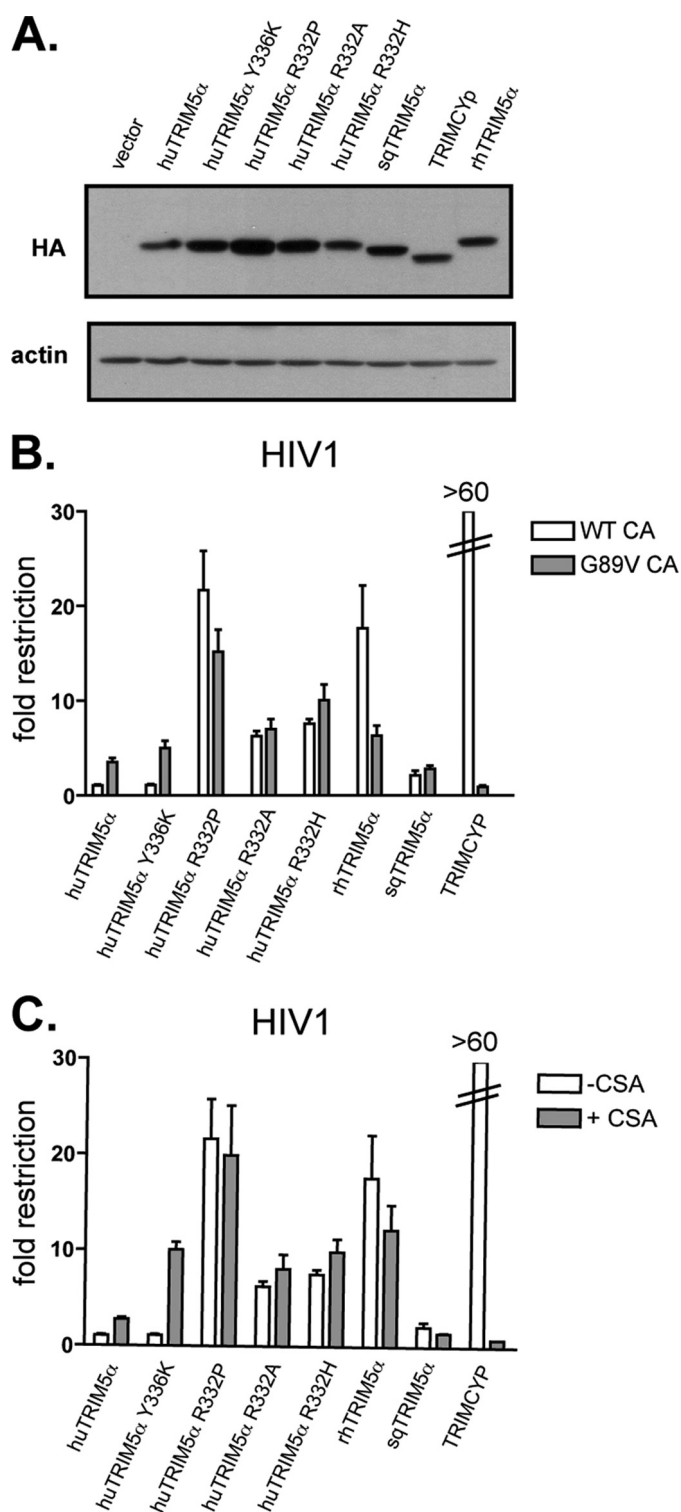 A.
vector
huTRIM5α
huTRIM5α Y336K
huTRIM5α R332P
huTRIM5α R332A
huTRIM5α R332H
sqTRIM5α
TRIMCYp
rhTRIM5α
HA
actin
B.
HIV1
>60
30
20
10
0
fold restriction
WT CA
G89V CA
huTRIM5α
huTRIM5α Y336K
huTRIM5α R332P
huTRIM5α R332A
huTRIM5α R332H
rhTRIM5α
sqTRIM5α
TRIMCYP
C.
HIV1
>60
30
20
10
0
fold restriction
-CSA
+ CSA
huTRIM5α
huTRIM5α Y336K
huTRIM5α R332P
huTRIM5α R332A
huTRIM5α R332H
rhTRIM5α
sqTRIM5α
TRIMCYP